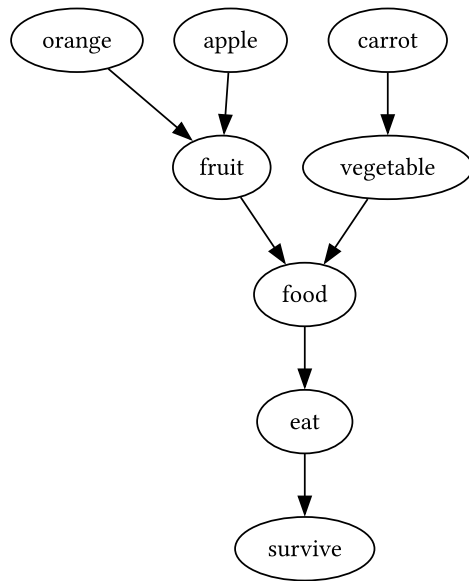 orange
apple
carrot
fruit
vegetable
food
eat
survive